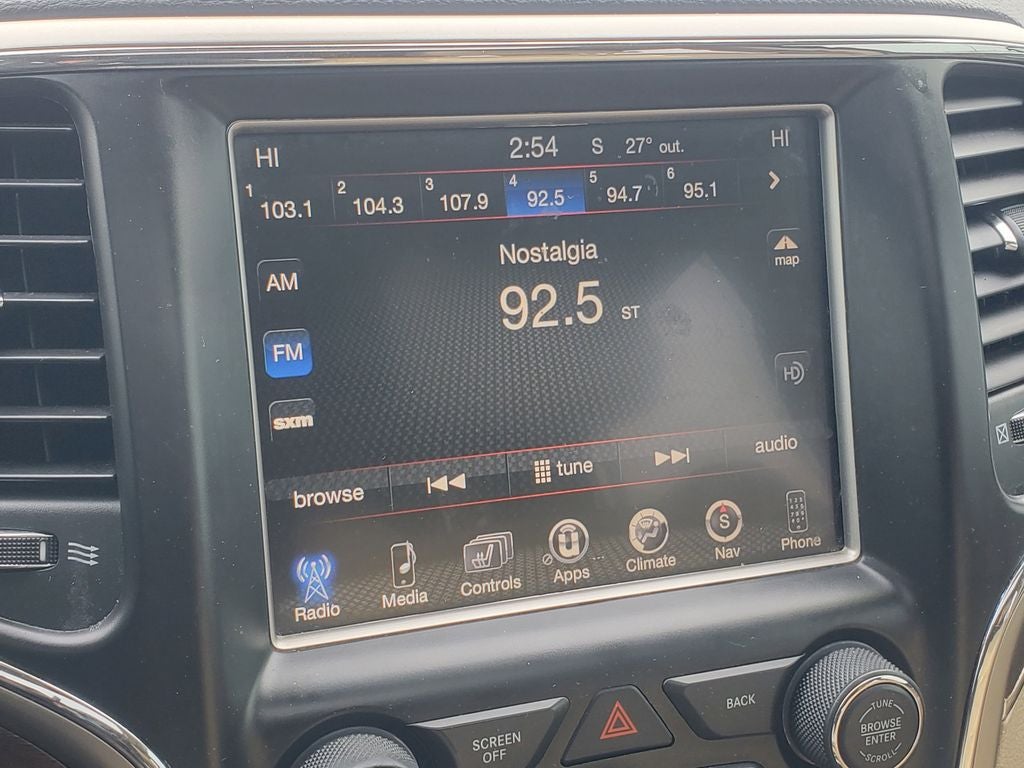 HI 2:54 S 27° out. HI
1 103.1 2 104.3 3 107.9 4 92.5 5 94.7 6 95.1
Nostalgia
map
AM
92.5 ST
FM
HD
sxm
browse tune audio
Radio Media Controls Apps Climate Nav Phone
S
SCREEN
OFF
BACK
TUNE
BROWSE
ENTER
SCROLL